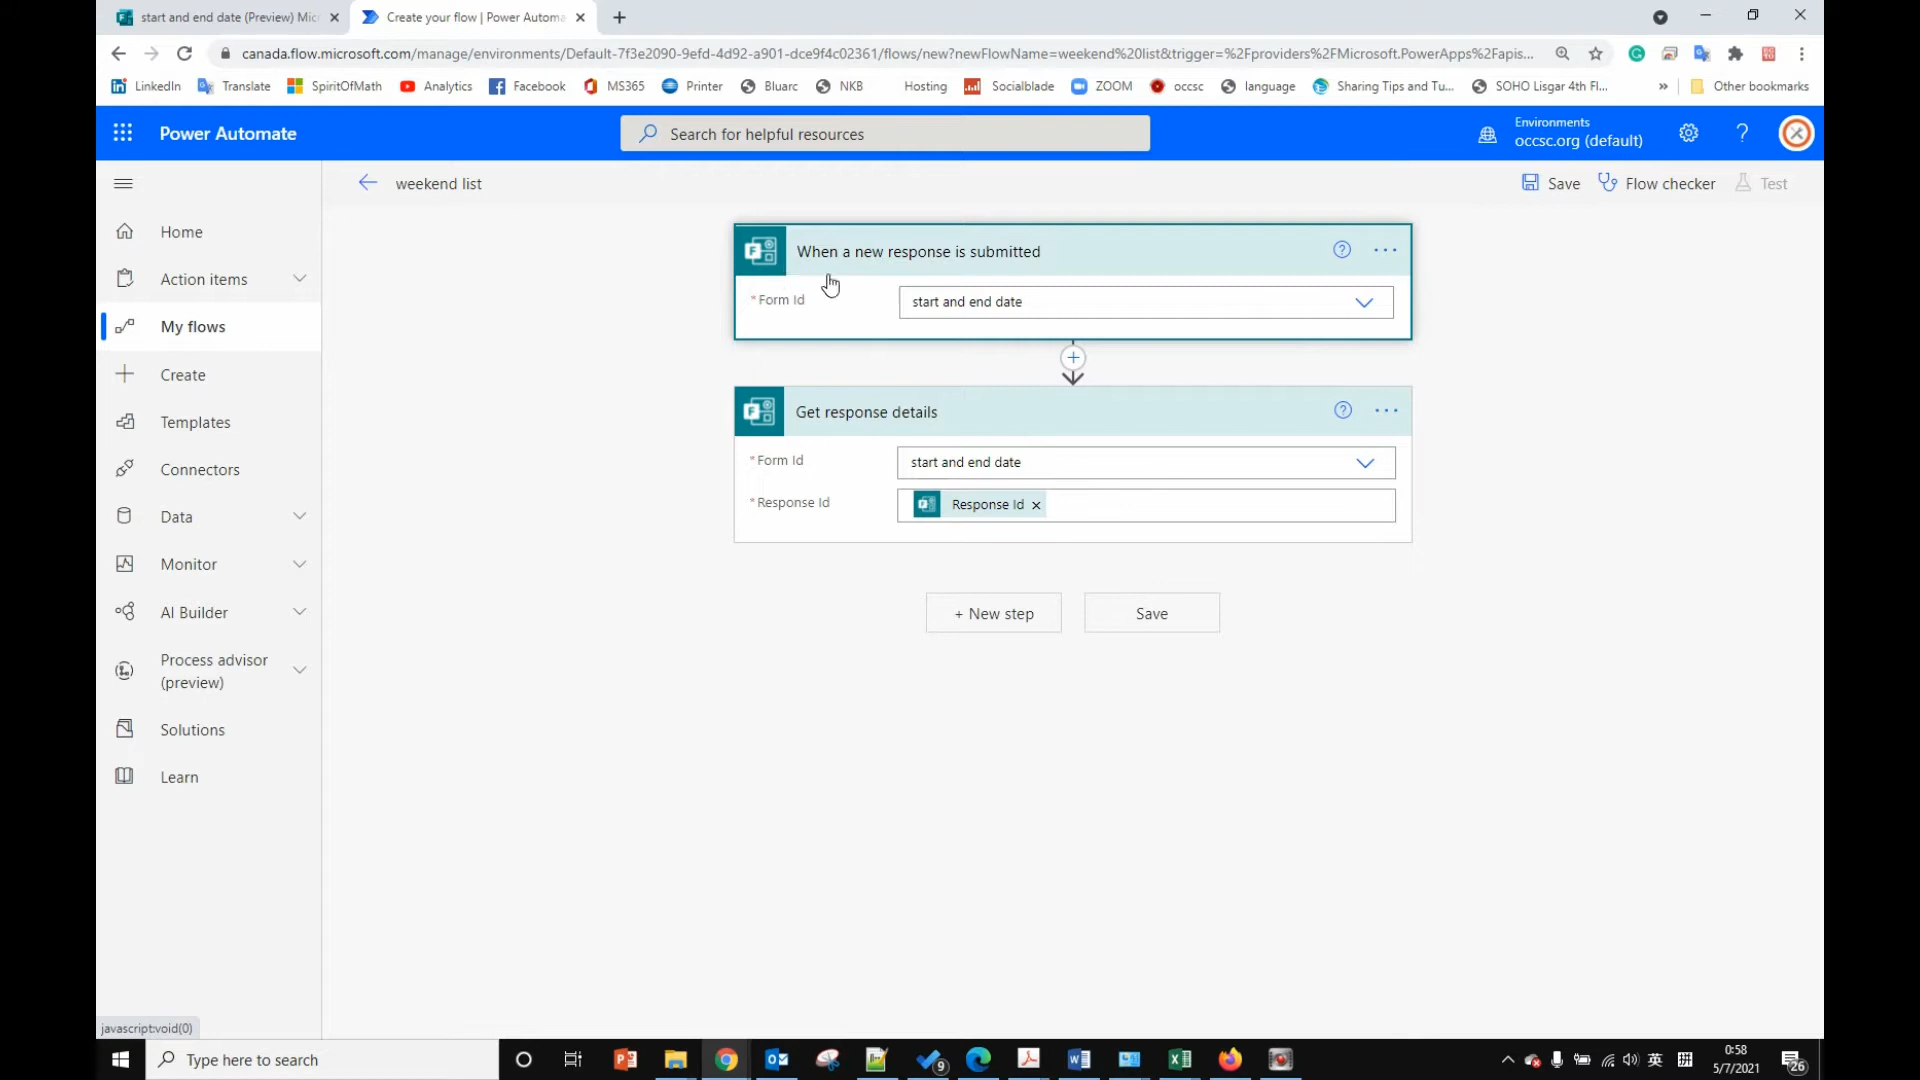 start and end date (Preview) Mic
Create your flow | Power Automa
canada.flow.microsoft.com/manage/environments/Default-7f3e2090-9efd-4d92-a901-dce9f4c02361/flows/new?newFlowName=weekend%20list&trigger=%2Fproviders%2FMicrosoft.PowerApps%2Fapis...
LinkedIn
Translate
SpiritOfMath
Analytics
Facebook
MS365
Printer
Bluarc
NKB
Hosting
Socialblade
ZOOM
occsc
language
Sharing Tips and Tu...
SOHO Lisgar 4th Fl...
»
Other bookmarks
Power Automate
Search for helpful resources
Environments
occsc.org (default)
?
weekend list
Save
Flow checker
Test
Home
Action items
My flows
Create
Templates
Connectors
Data
Monitor
AI Builder
Process advisor
(preview)
Solutions
Learn
When a new response is submitted
?
* Form Id
start and end date
Get response details
?
* Form Id
start and end date
* Response Id
Response Id
+ New step
Save
javascript:void(0)
Type here to search
9
英
0:58
5/7/2021
26